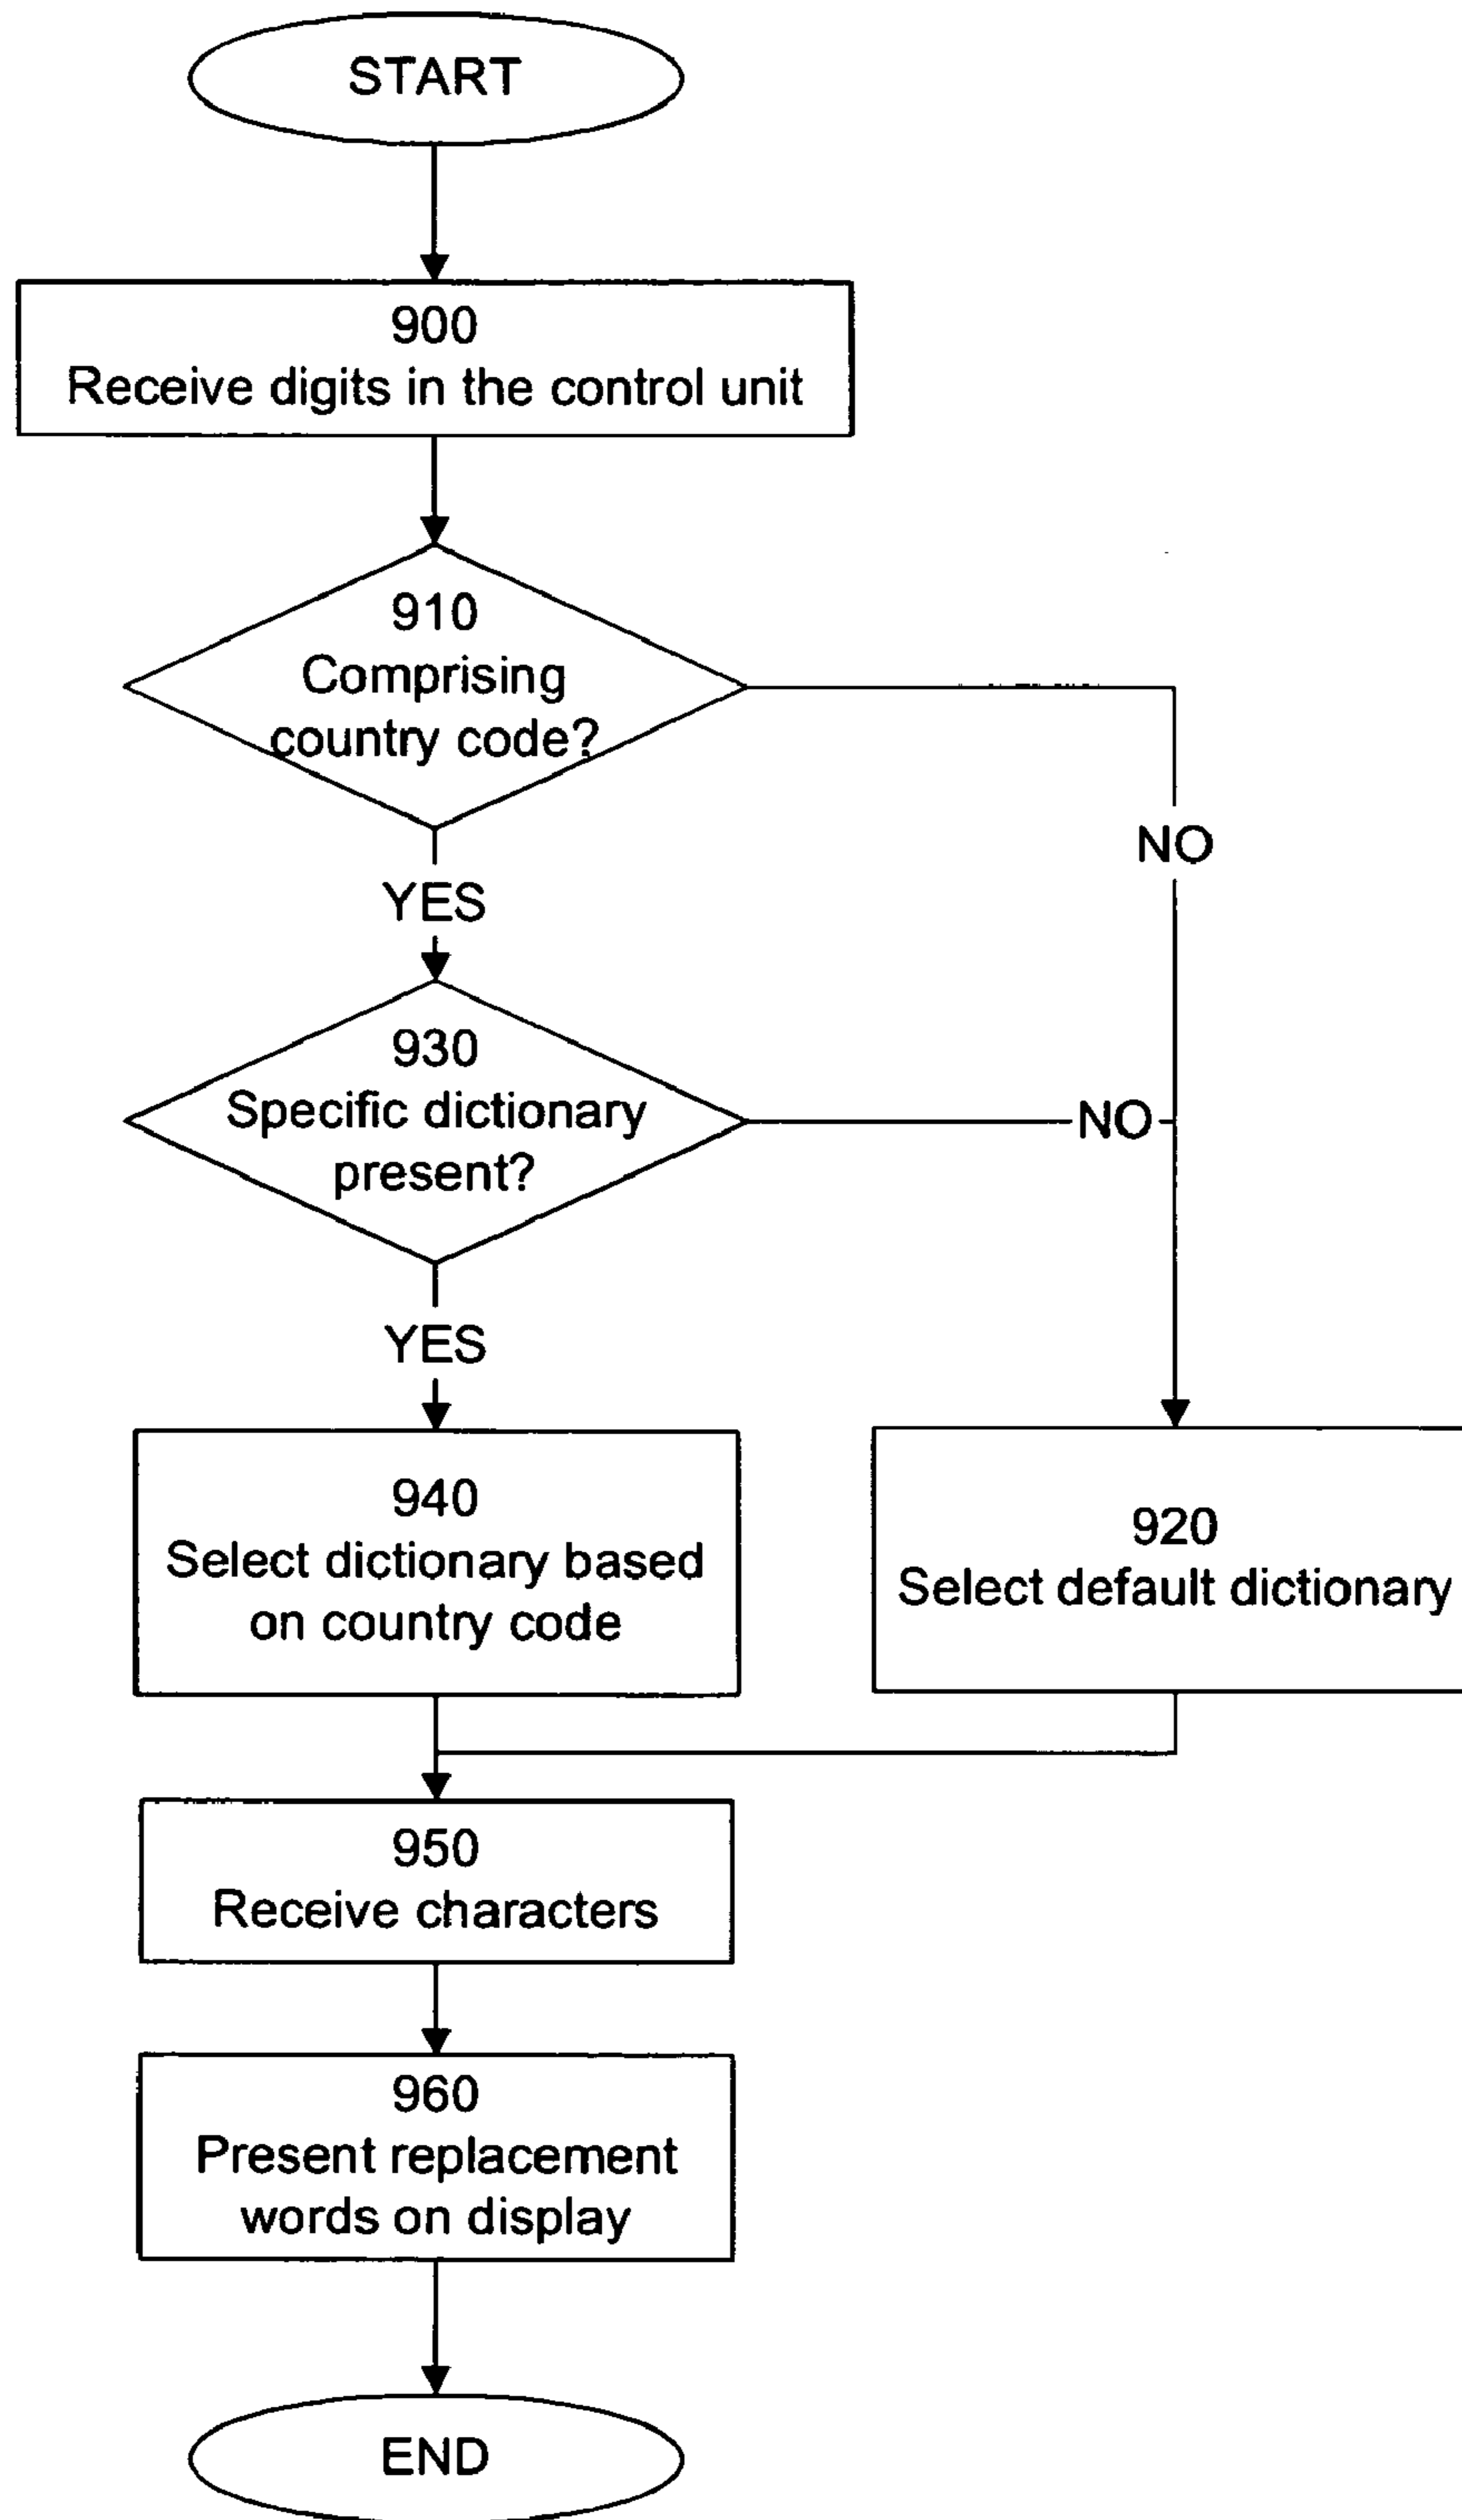 START
900
Receive digits in the control unit
910
Comprising
country code?
NO
YES
930
Specific dictionary
present?
NO
YES
940
Select dictionary based
on country code
920
Select default dictionary
950
Receive characters
960
Present replacement
words on display
END